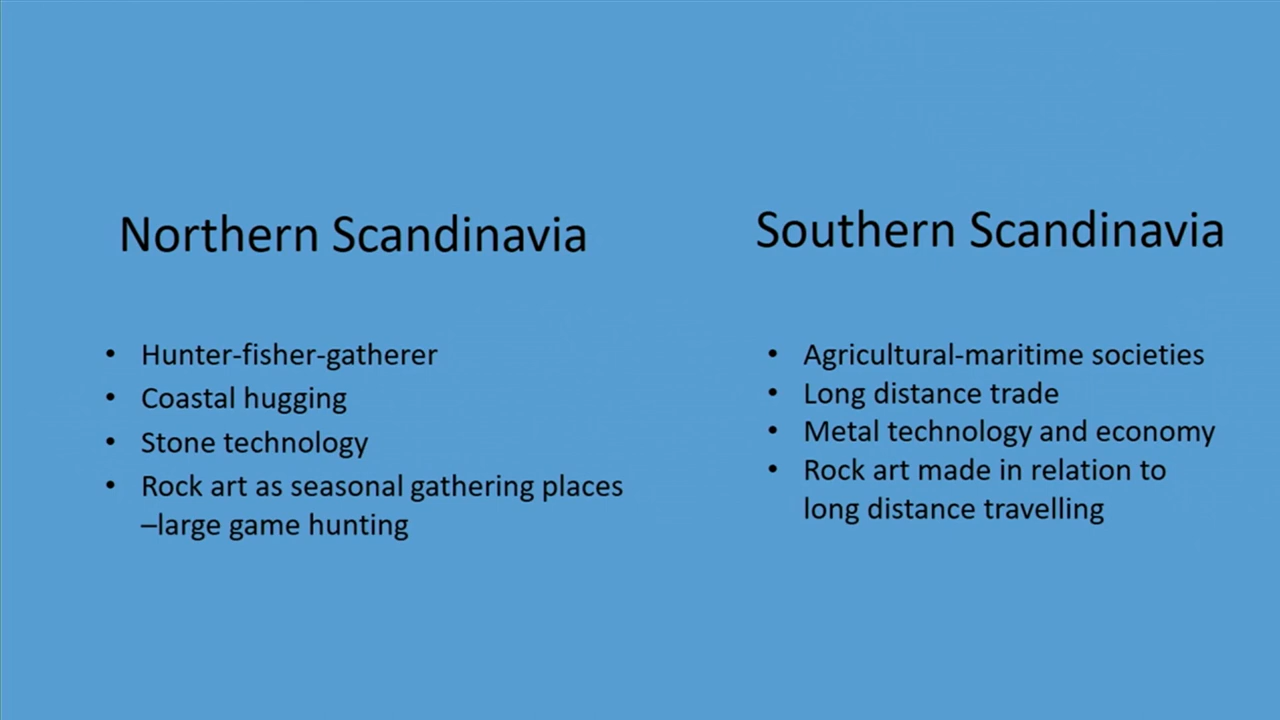 Northern Scandinavia
• Hunter-fisher-gatherer
• Coastal hugging
• Stone technology
• Rock art as seasonal gathering places
–large game hunting
Southern Scandinavia
• Agricultural-maritime societies
• Long distance trade
• Metal technology and economy
• Rock art made in relation to
long distance travelling